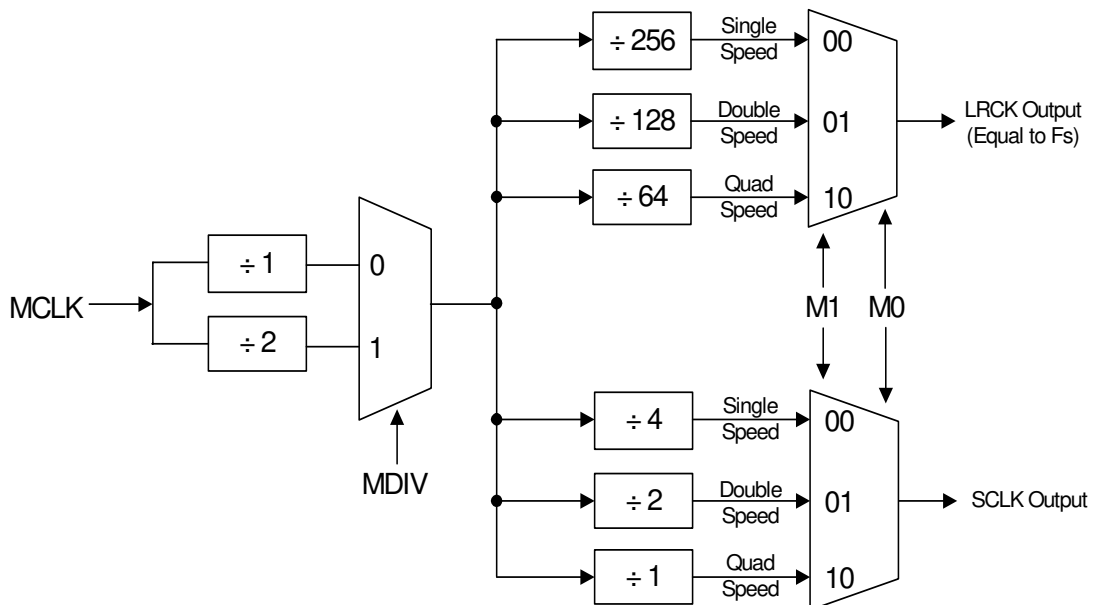 ÷ 256
Single
Speed
00
÷ 128
Double
Speed
01
LRCK Output
(Equal to Fs)
÷ 64
Quad
Speed
10
MCLK
÷ 1
0
÷ 2
1
MDIV
M1
M0
÷ 4
Single
Speed
00
÷ 2
Double
Speed
01
SCLK Output
÷ 1
Quad
Speed
10